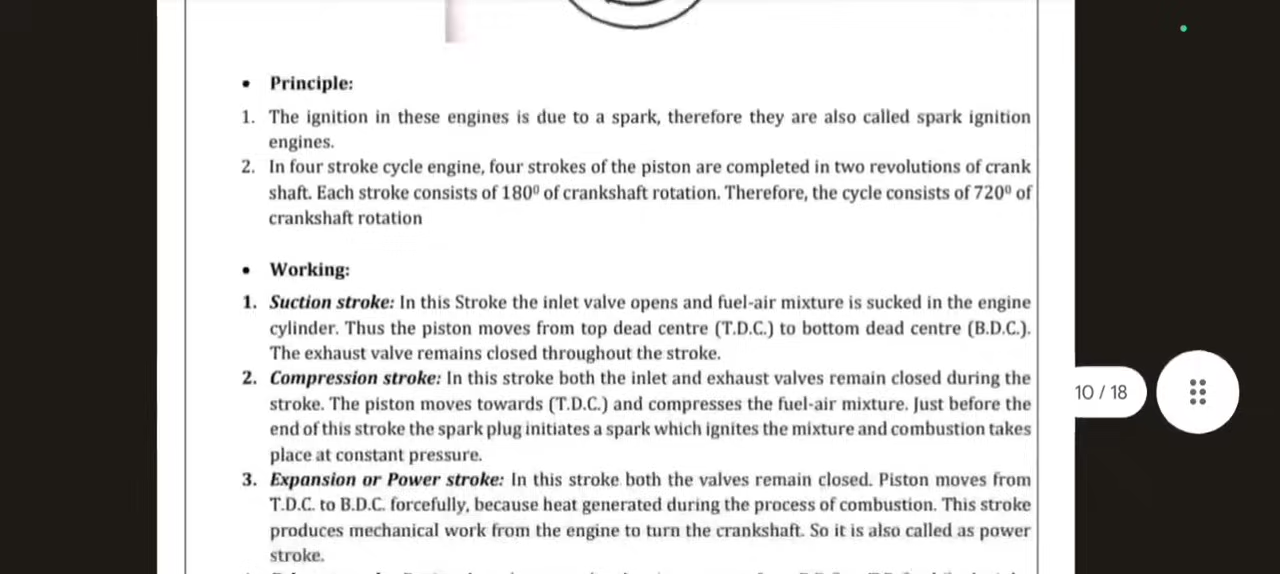 • Principle:
1. The ignition in these engines is due to a spark, therefore they are also called spark ignition
engines.
2. In four stroke cycle engine, four strokes of the piston are completed in two revolutions of crank
shaft. Each stroke consists of 180⁰ of crankshaft rotation. Therefore, the cycle consists of 720⁰ of
crankshaft rotation
• Working:
1. Suction stroke: In this Stroke the inlet valve opens and fuel-air mixture is sucked in the engine
cylinder. Thus the piston moves from top dead centre (T.D.C.) to bottom dead centre (B.D.C.).
The exhaust valve remains closed throughout the stroke.
2. Compression stroke: In this stroke both the inlet and exhaust valves remain closed during the
stroke. The piston moves towards (T.D.C.) and compresses the fuel-air mixture. Just before the
end of this stroke the spark plug initiates a spark which ignites the mixture and combustion takes
place at constant pressure.
3. Expansion or Power stroke: In this stroke both the valves remain closed. Piston moves from
T.D.C. to B.D.C. forcefully, because heat generated during the process of combustion. This stroke
produces mechanical work from the engine to turn the crankshaft. So it is also called as power
stroke.
10 / 18